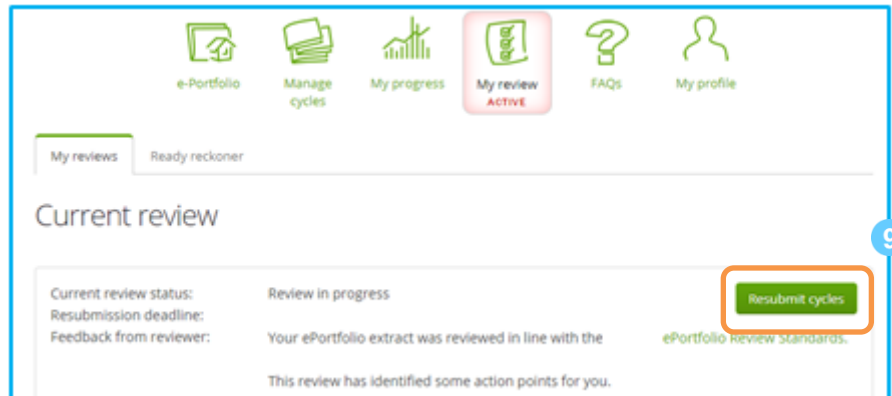 e-Portfolio
Manage cycles
My progress
My review
ACTIVE
FAQs
My profile
My reviews Ready reckoner
Current review
9
Current review status: Review in progress
Resubmit cycles
Resubmission deadline:
Feedback from reviewer: Your ePortfolio extract was reviewed in line with the ePortfolio Review Standards.
This review has identified some action points for you.